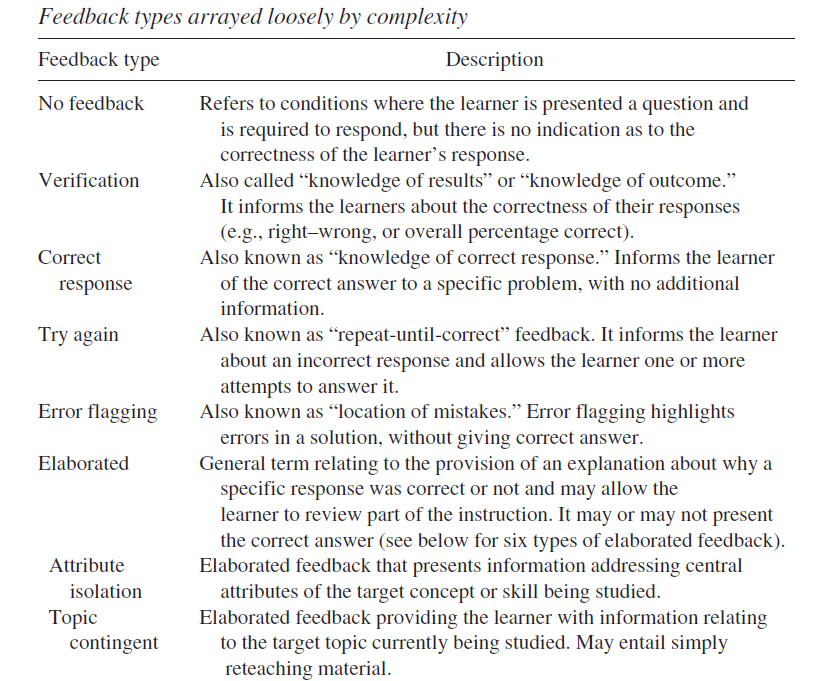 Feedback types arrayed loosely by complexity
Feedback type Description
No feedback Refers to conditions where the learner is presented a question and
is required to respond, but there is no indication as to the
correctness of the learner’s response.
Verification Also called “knowledge of results” or “knowledge of outcome.”
It informs the learners about the correctness of their responses
(e.g., right–wrong, or overall percentage correct).
Correct Also known as “knowledge of correct response.” Informs the learner
response of the correct answer to a specific problem, with no additional
information.
Try again Also known as “repeat-until-correct” feedback. It informs the learner
about an incorrect response and allows the learner one or more
attempts to answer it.
Error flagging Also known as “location of mistakes.” Error flagging highlights
errors in a solution, without giving correct answer.
Elaborated General term relating to the provision of an explanation about why a
specific response was correct or not and may allow the
learner to review part of the instruction. It may or may not present
the correct answer (see below for six types of elaborated feedback).
Attribute Elaborated feedback that presents information addressing central
isolation attributes of the target concept or skill being studied.
Topic Elaborated feedback providing the learner with information relating
contingent to the target topic currently being studied. May entail simply
reteaching material.